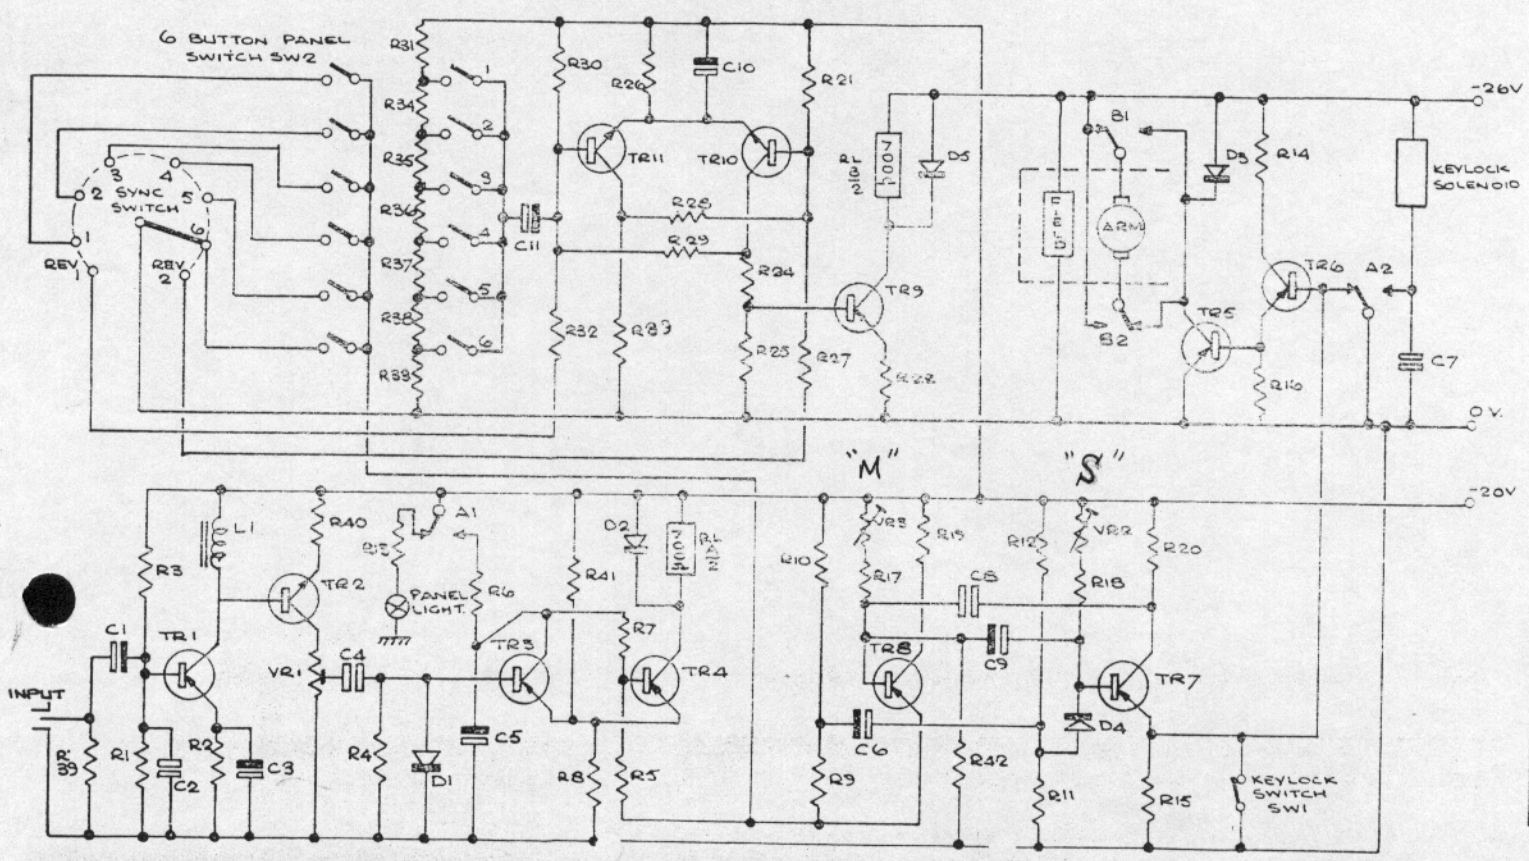 6 BUTTON PANEL
SWITCH SW2
R31
R34
R35
R36
R37
R38
R39
1
2
3
4
5
6
R30
R26
C10
R21
TR11
TR10
C11
R28
R29
R24
R32
R33
R25
R27
RL
B/2
700Ω
D5
TR9
R22
FIELD
B1
ARM
B2
D3
R14
TR6
TR5
R16
A2
KEYLOCK
SOLENOID
C7
-26V
0V.
-20V
SYNC
SWITCH
1
2
3
4
5
6
REV
1
REV
2
"M"
"S"
INPUT
R'
39
C1
R3
L1
R40
TR2
TR1
R1
C2
R2
C3
VR1
C4
R4
D1
R13
A1
PANEL
LIGHT.
R6
C5
TR3
R41
R8
R7
R5
D2
700Ω
RL
A/2
TR4
R10
VR3
R17
R19
C8
TR8
C9
C6
R9
R42
R12
VR2
R18
R20
TR7
D4
R11
R15
KEYLOCK
SWITCH
SW1